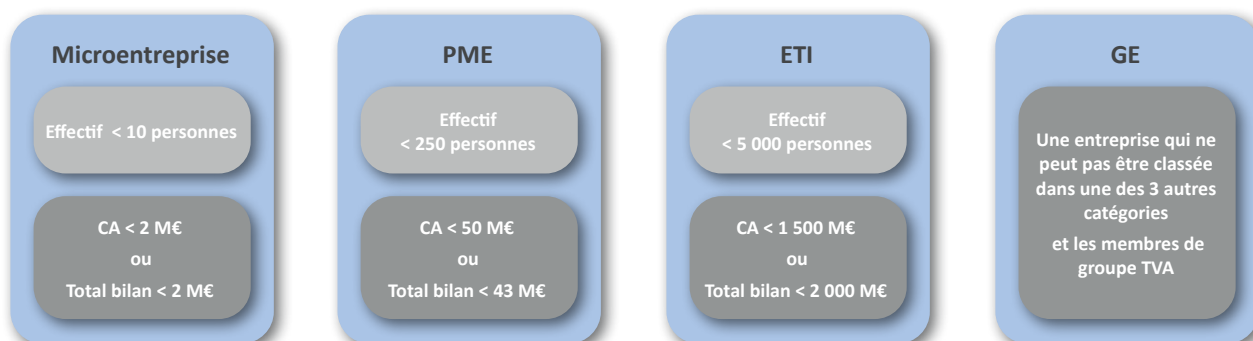 Microentreprise
Effectif < 10 personnes
CA < 2 M€
ou
Total bilan < 2 M€
PME
Effectif
< 250 personnes
CA < 50 M€
ou
Total bilan < 43 M€
ETI
Effectif
< 5 000 personnes
CA < 1 500 M€
ou
Total bilan < 2 000 M€
GE
Une entreprise qui ne
peut pas être classée
dans une des 3 autres
catégories
et les membres de
groupe TVA